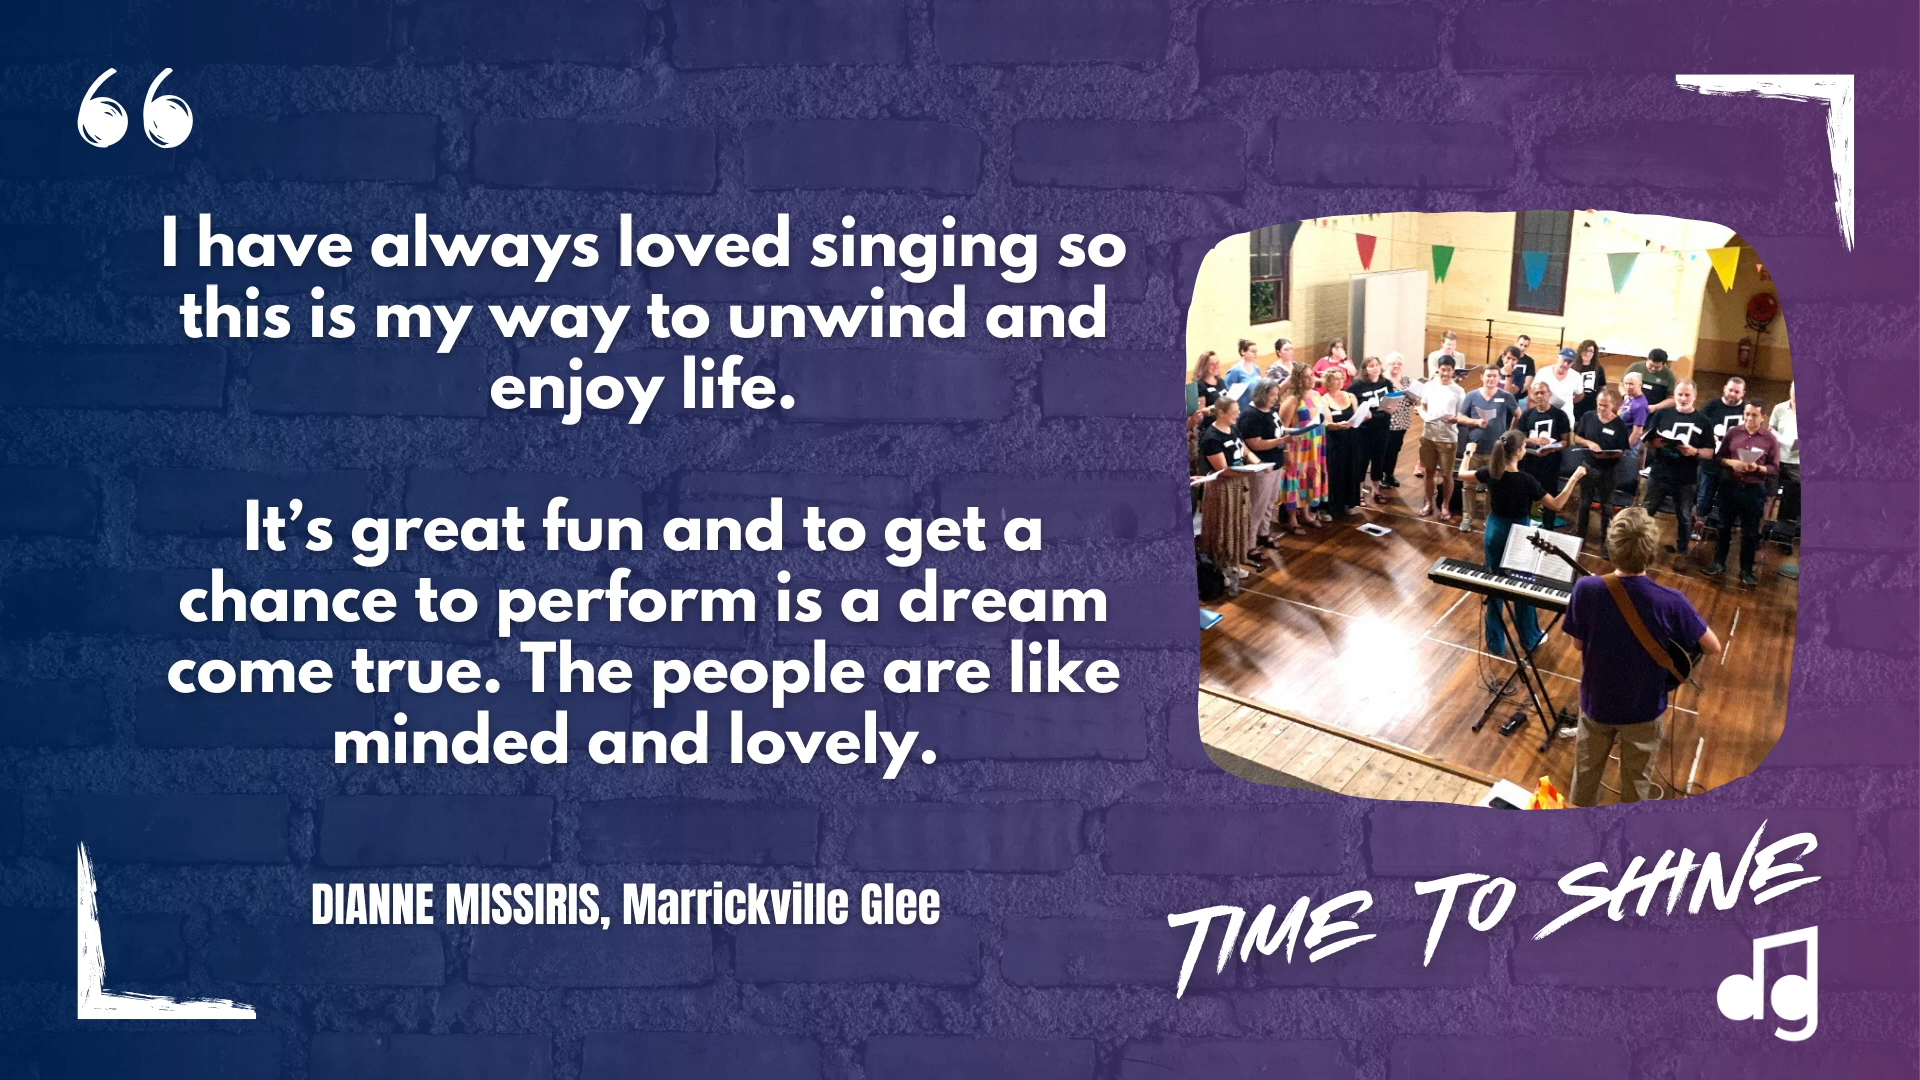 I have always loved singing so
this is my way to unwind and
enjoy life.
It’s great fun and to get a
chance to perform is a dream
come true. The people are like
minded and lovely.
DIANNE MISSIRIS, Marrickville Glee
TIME TO SHINE
dg